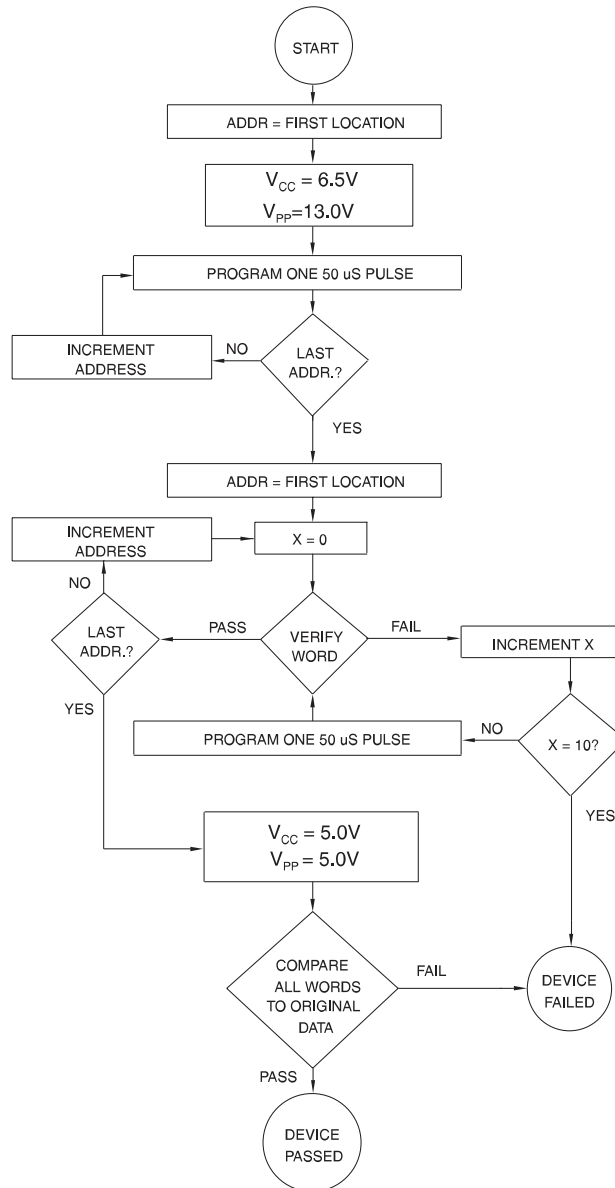 START
ADDR = FIRST LOCATION
VCC = 6.5V
VPP=13.0V
PROGRAM ONE 50 uS PULSE
INCREMENT
ADDRESS
NO
LAST
ADDR.?
YES
ADDR = FIRST LOCATION
INCREMENT
ADDRESS
X = 0
NO
LAST
ADDR.?
PASS
VERIFY
WORD
FAIL
INCREMENT X
YES
PROGRAM ONE 50 uS PULSE
NO
X = 10?
YES
VCC = 5.0V
VPP = 5.0V
COMPARE
ALL WORDS
TO ORIGINAL
DATA
FAIL
DEVICE
FAILED
PASS
DEVICE
PASSED